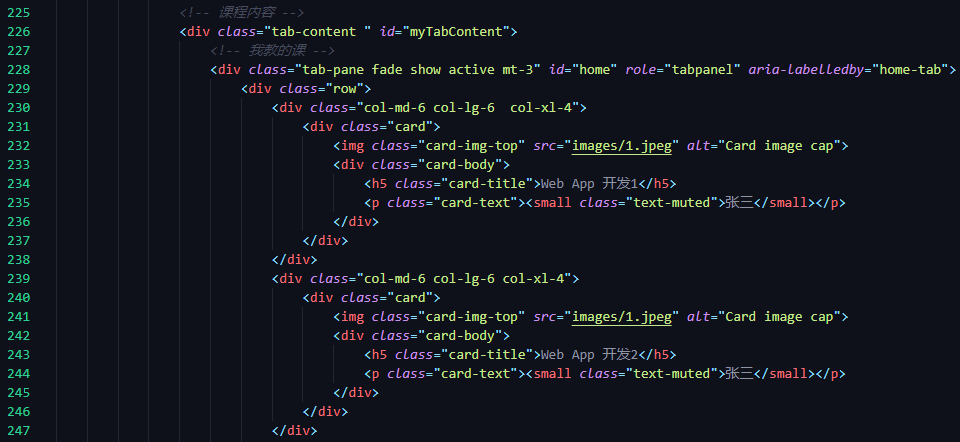 225 <!-- 课程内容 -->
226 <div class="tab-content " id="myTabContent">
227 <!-- 我教的课 -->
228 <div class="tab-pane fade show active mt-3" id="home" role="tabpanel" aria-labelledby="home-tab">
229 <div class="row">
230 <div class="col-md-6 col-lg-6  col-xl-4">
231 <div class="card">
232 <img class="card-img-top" src="images/1.jpeg" alt="Card image cap">
233 <div class="card-body">
234 <h5 class="card-title">Web App 开发1</h5>
235 <p class="card-text"><small class="text-muted">张三</small></p>
236 </div>
237 </div>
238 </div>
239 <div class="col-md-6 col-lg-6 col-xl-4">
240 <div class="card">
241 <img class="card-img-top" src="images/1.jpeg" alt="Card image cap">
242 <div class="card-body">
243 <h5 class="card-title">Web App 开发2</h5>
244 <p class="card-text"><small class="text-muted">张三</small></p>
245 </div>
246 </div>
247 </div>